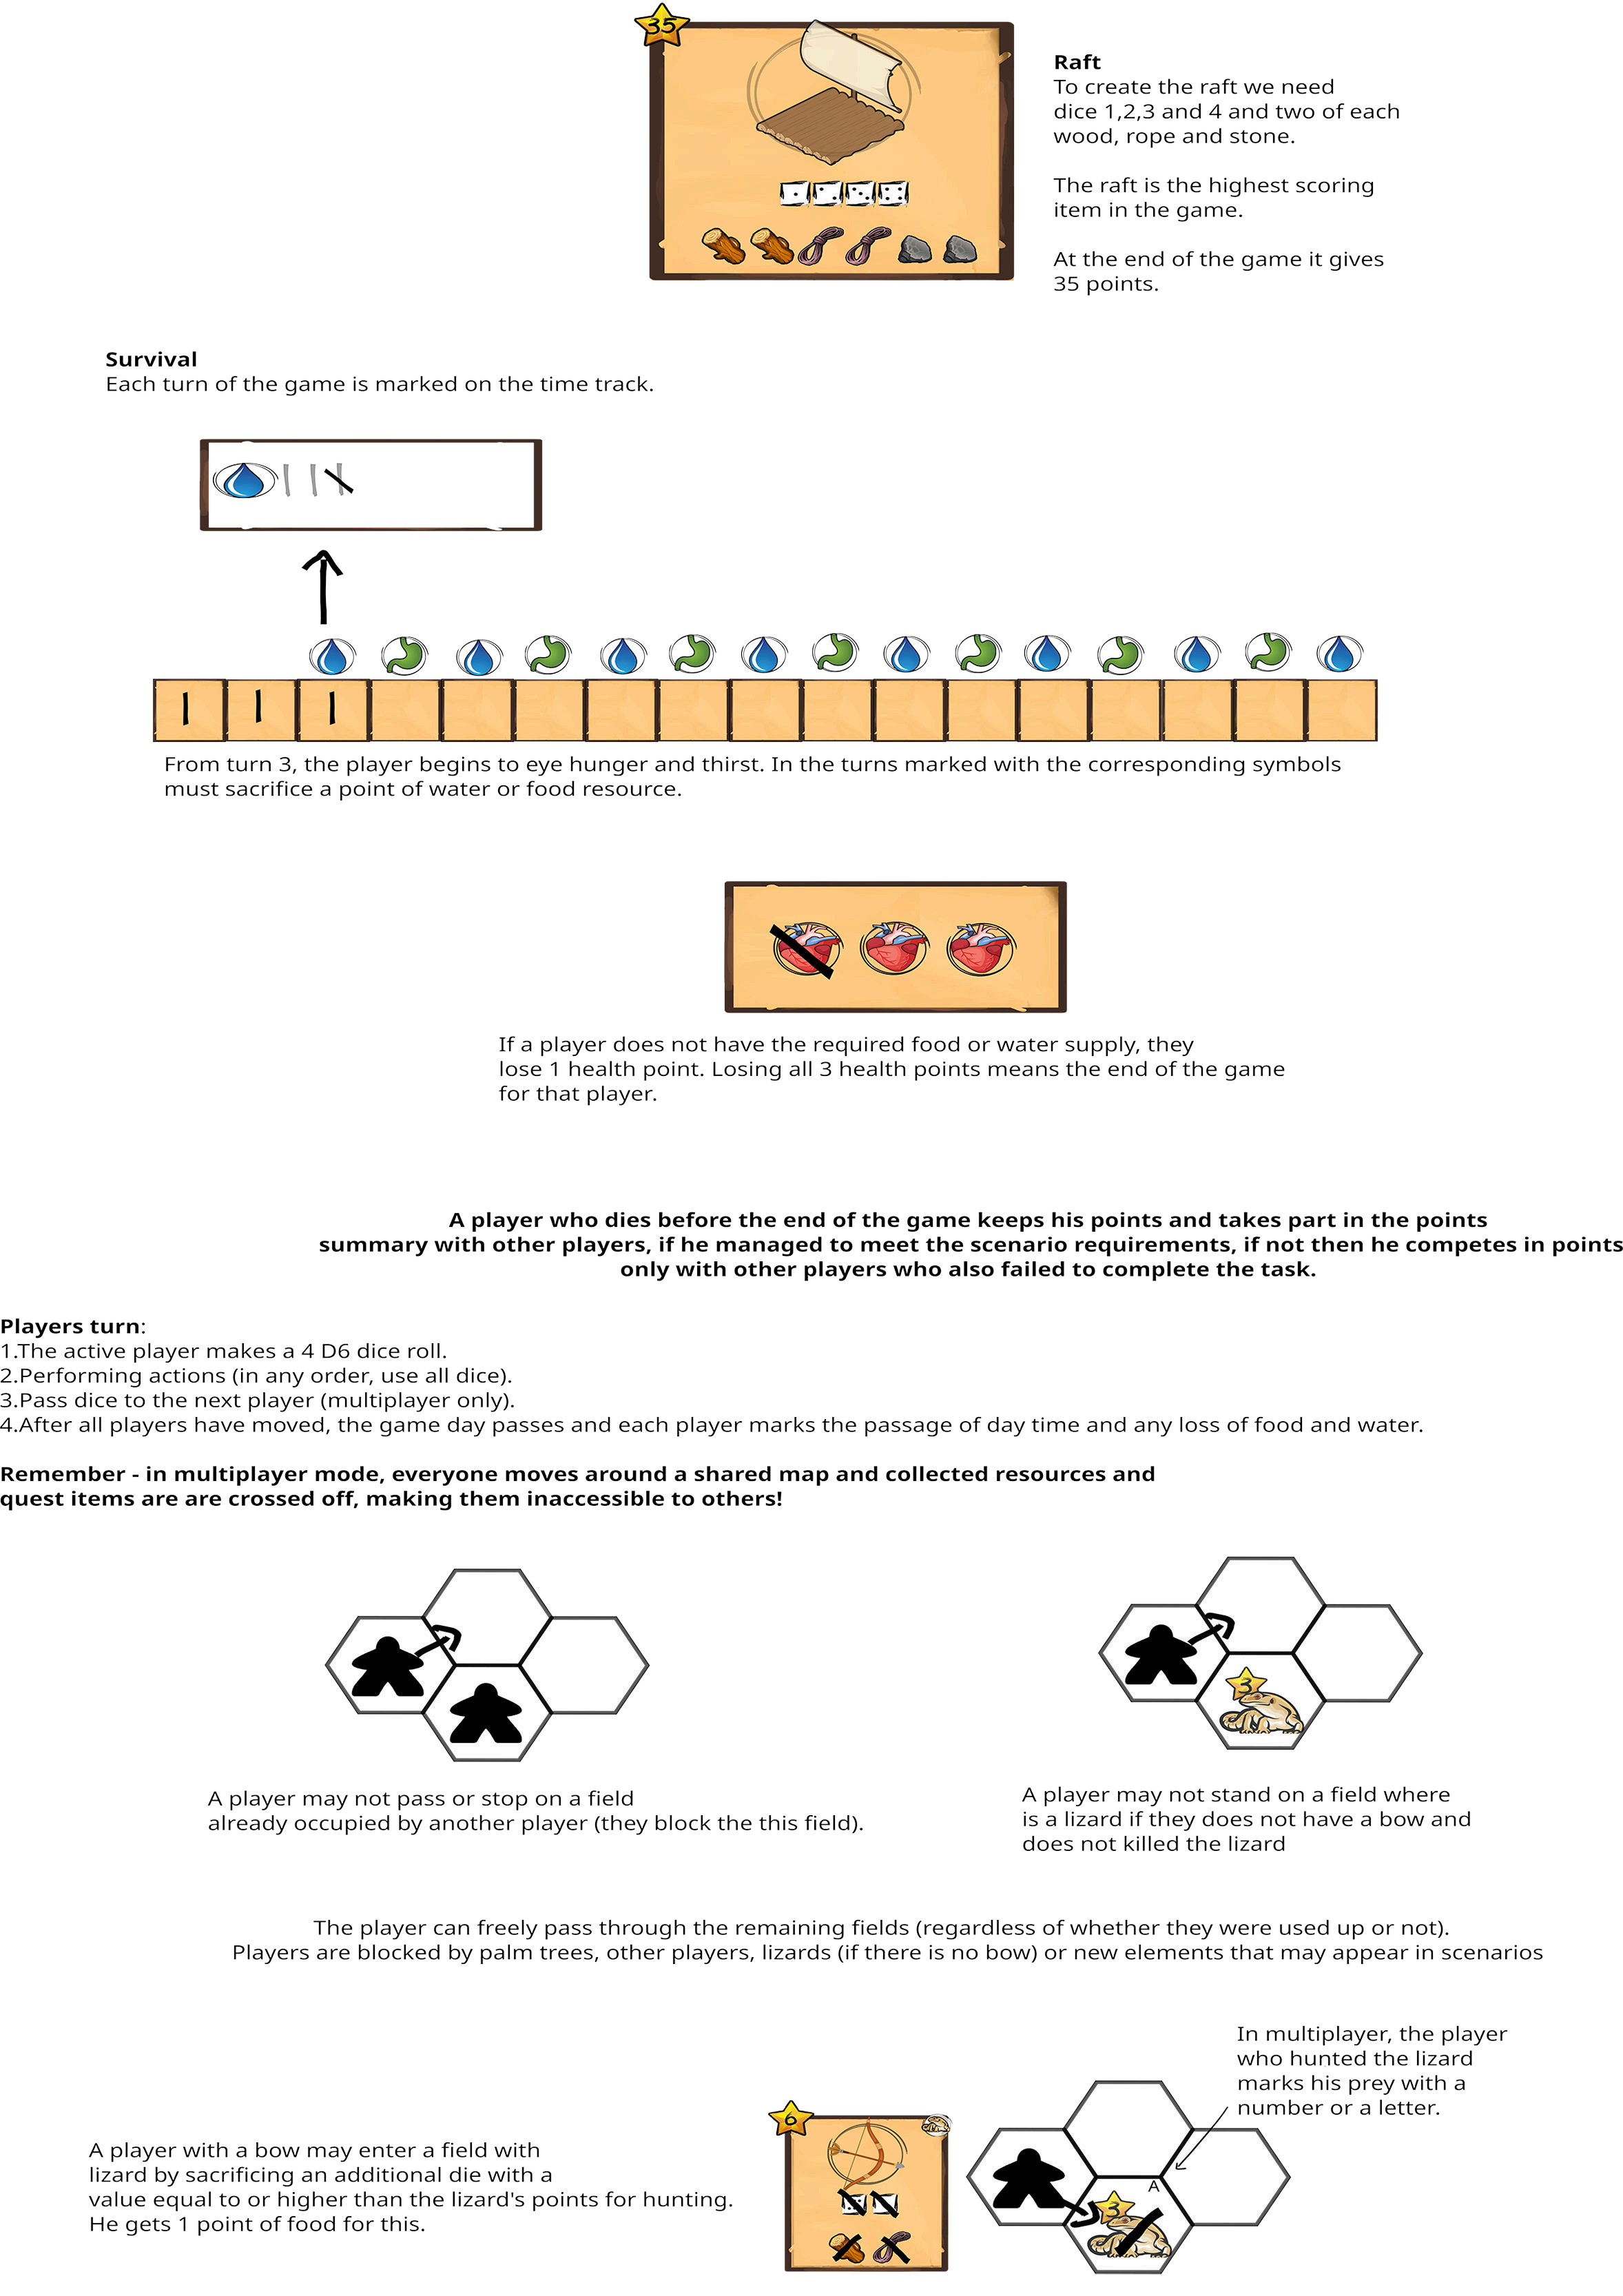 35
Raft
To create the raft we need
dice 1,2,3 and 4 and two of each
wood, rope and stone.
The raft is the highest scoring
item in the game.
At the end of the game it gives
35 points.
Survival
Each turn of the game is marked on the time track.
From turn 3, the player begins to eye hunger and thirst. In the turns marked with the corresponding symbols
must sacrifice a point of water or food resource.
If a player does not have the required food or water supply, they
lose 1 health point. Losing all 3 health points means the end of the game
for that player.
A player who dies before the end of the game keeps his points and takes part in the points
summary with other players, if he managed to meet the scenario requirements, if not then he competes in points
only with other players who also failed to complete the task.
Players turn:
1.The active player makes a 4 D6 dice roll.
2.Performing actions (in any order, use all dice).
3.Pass dice to the next player (multiplayer only).
4.After all players have moved, the game day passes and each player marks the passage of day time and any loss of food and water.
Remember - in multiplayer mode, everyone moves around a shared map and collected resources and
quest items are are crossed off, making them inaccessible to others!
3
A player may not pass or stop on a field
already occupied by another player (they block the this field).
A player may not stand on a field where
is a lizard if they does not have a bow and
does not killed the lizard
The player can freely pass through the remaining fields (regardless of whether they were used up or not).
Players are blocked by palm trees, other players, lizards (if there is no bow) or new elements that may appear in scenarios
In multiplayer, the player
who hunted the lizard
marks his prey with a
number or a letter.
A player with a bow may enter a field with
lizard by sacrificing an additional die with a
value equal to or higher than the lizard's points for hunting.
He gets 1 point of food for this.
6
A
3